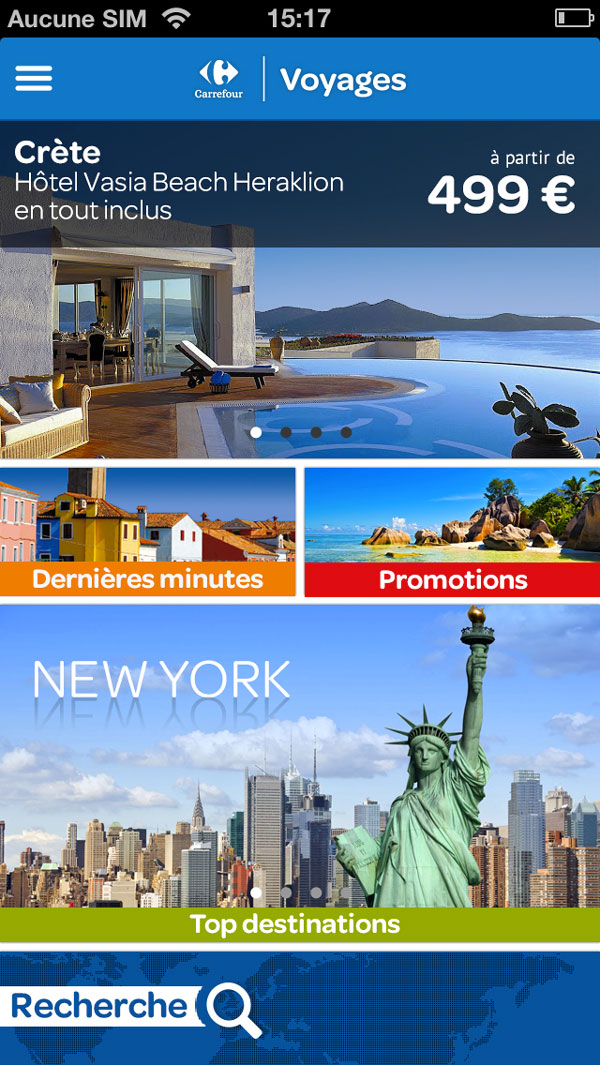 Aucune SIM 15:17
Carrefour Voyages
Crète
Hôtel Vasia Beach Heraklion
en tout inclus
à partir de
499 €
Dernières minutes
Promotions
NEW YORK
Top destinations
Recherche